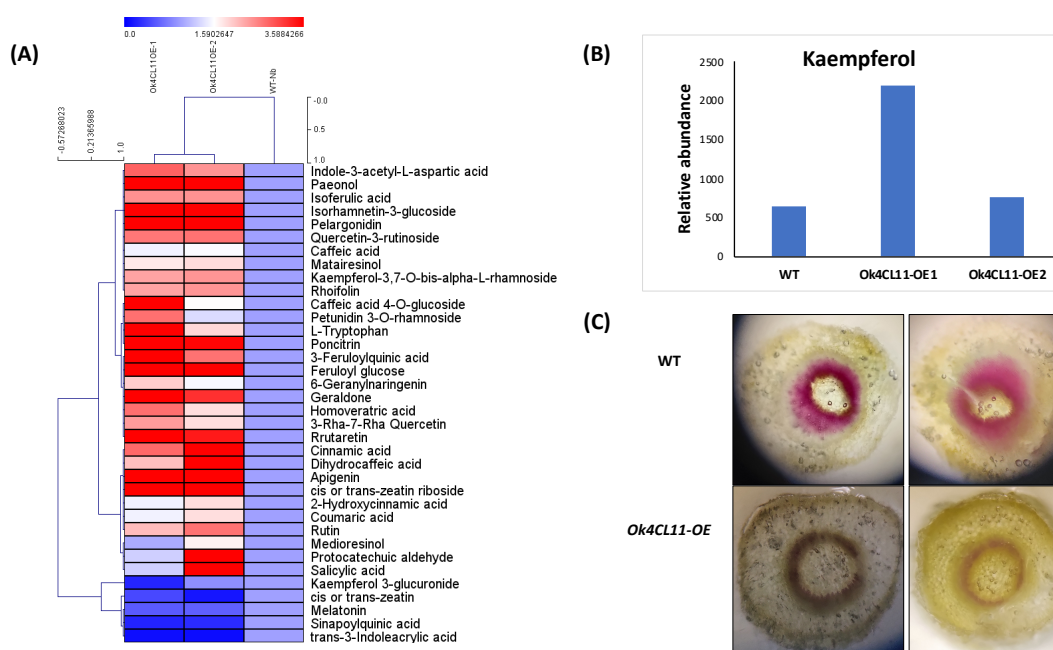 (A)
0.0 1.5902647 3.5884266
Ok4CL11OE-1
Ok4CL11OE-2
WT-Nb
-0.57268023
0.21365988
1.0
-0.0
0.5
1.0
Indole-3-acetyl-L-aspartic acid
Paeonol
Isoferulic acid
Isorhamnetin-3-glucoside
Pelargonidin
Quercetin-3-rutinoside
Caffeic acid
Matairesinol
Kaempferol-3,7-O-bis-alpha-L-rhamnoside
Rhoifolin
Caffeic acid 4-O-glucoside
Petunidin 3-O-rhamnoside
L-Tryptophan
Poncitrin
3-Feruloylquinic acid
Feruloyl glucose
6-Geranylnaringenin
Geraldone
Homoveratric acid
3-Rha-7-Rha Quercetin
Rrutaretin
Cinnamic acid
Dihydrocaffeic acid
Apigenin
cis or trans-zeatin riboside
2-Hydroxycinnamic acid
Coumaric acid
Rutin
Medioresinol
Protocatechuic aldehyde
Salicylic acid
Kaempferol 3-glucuronide
cis or trans-zeatin
Melatonin
Sinapoylquinic acid
trans-3-Indoleacrylic acid
(B)
Kaempferol
Relative abundance
2500
2000
1500
1000
500
0
WT Ok4CL11-OE1 Ok4CL11-OE2
(C)
WT
Ok4CL11-OE